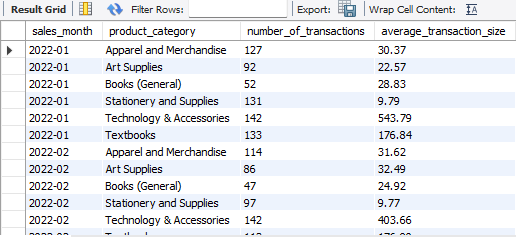 Result Grid Filter Rows: Export: Wrap Cell Content:
sales_month product_category number_of_transactions average_transaction_size
2022-01 Apparel and Merchandise 127 30.37
2022-01 Art Supplies 92 22.57
2022-01 Books (General) 52 28.83
2022-01 Stationery and Supplies 131 9.79
2022-01 Technology & Accessories 142 543.79
2022-01 Textbooks 133 176.84
2022-02 Apparel and Merchandise 114 31.62
2022-02 Art Supplies 86 32.49
2022-02 Books (General) 47 24.92
2022-02 Stationery and Supplies 97 9.77
2022-02 Technology & Accessories 142 403.66